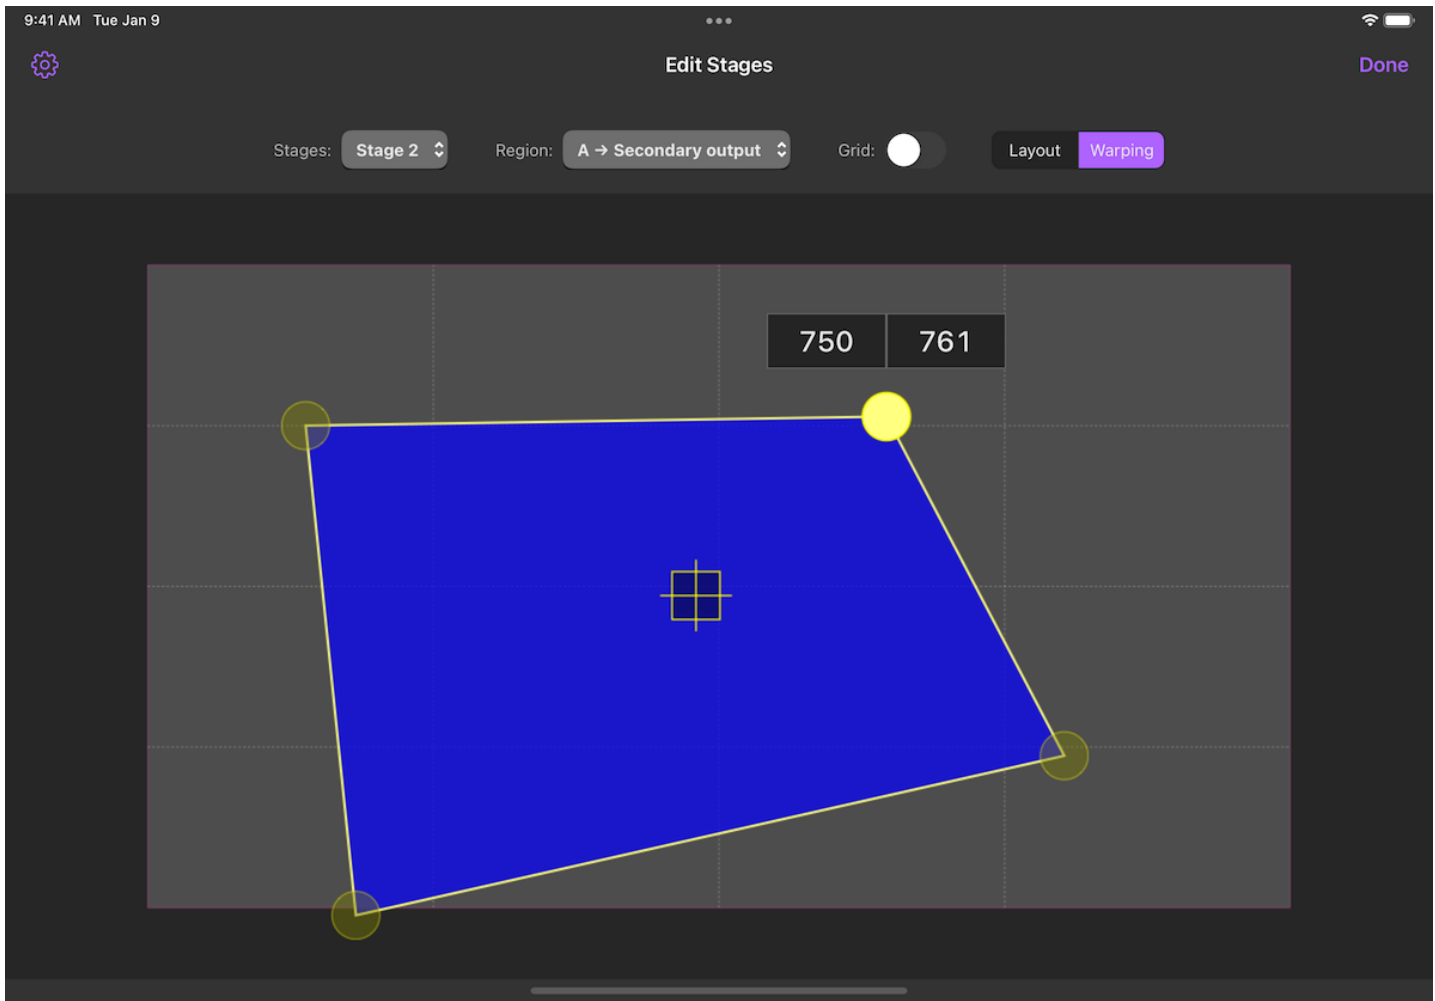 9:41 AM Tue Jan 9
Edit Stages
Done
Stages: Stage 2 Region: A → Secondary output Grid: Layout Warping
750 761